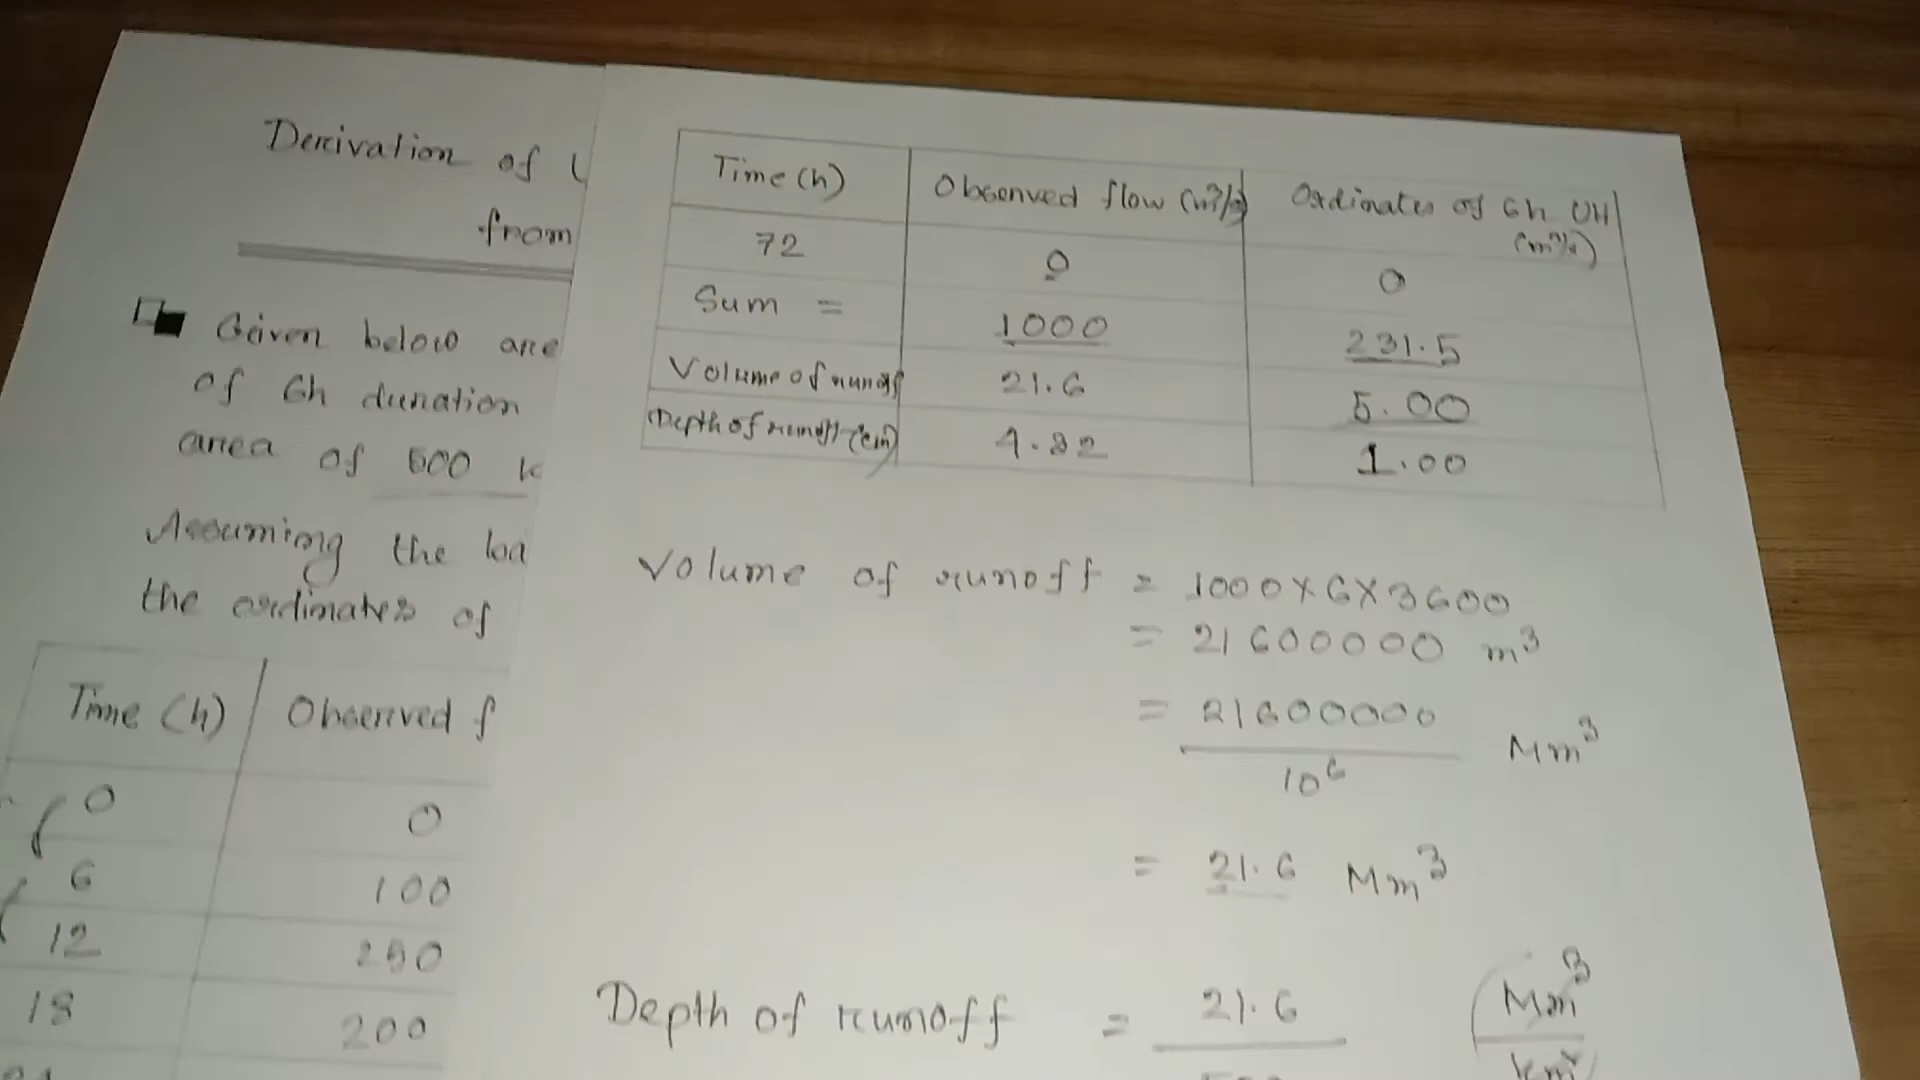 Derivation of U
from
Given below are
of 6h duration
area of 500 k
Assuming the ba
the ordinates of
Time (h) Observed f
0 0
6 100
12 250
18 200
Time (h) Observed flow (m³/s) Ordinates of 6h UH (m³/s)
72 0 0
Sum = 1000 231.5
Volume of runoff 21.6 5.00
Depth of runoff (cm) 4.32 1.00
Volume of runoff = 1000 X 6 X 3600
= 21600000 m³
= 21600000
10⁶ Mm³
= 21.6 Mm³
Depth of runoff = 21.6 (Mm³
km²